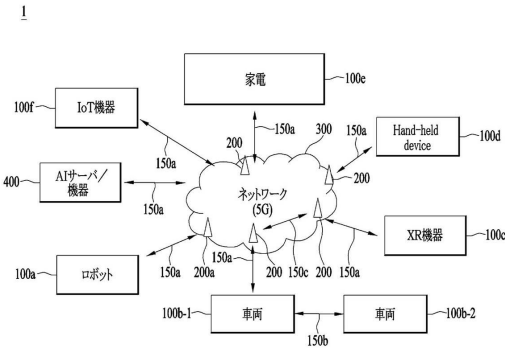 1
家電
100e
100f
IoT機器
150a
200
150a
300
150a
Hand-held
device
100d
400
AIサーバ/
機器
150a
ネットワーク
(5G)
200
XR機器
100c
100a
ロボット
150a
200a
150a
200
150c
200
150a
100b-1
車両
150b
車両
100b-2